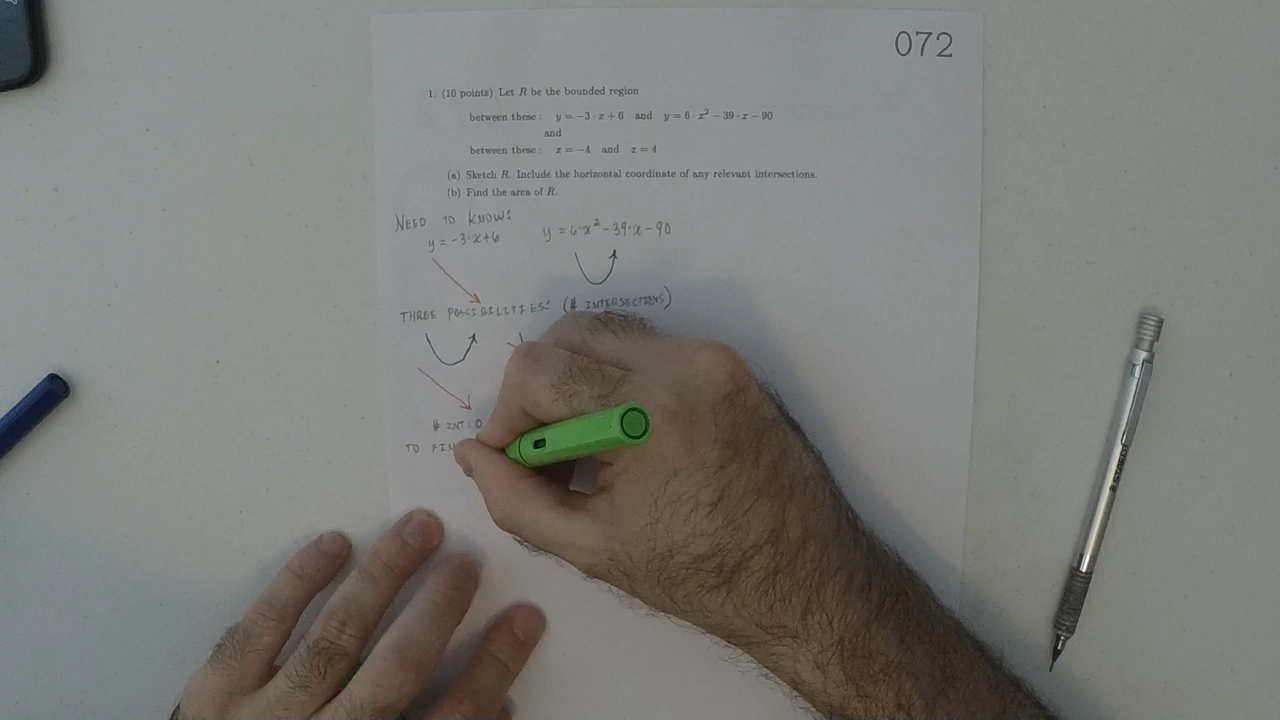 072
1. (10 points) Let R be the bounded region
between these: y = −3 · x + 6 and y = 6 · x² − 39 · x − 90
and
between these: x = −4 and x = 4
(a) Sketch R. Include the horizontal coordinate of any relevant intersections.
(b) Find the area of R.
NEED TO KNOW:
y = -3·x+6 y = 6·x²-39·x-90
THREE POSSIBILITIES: (# INTERSECTIONS)
# INT: 0
TO